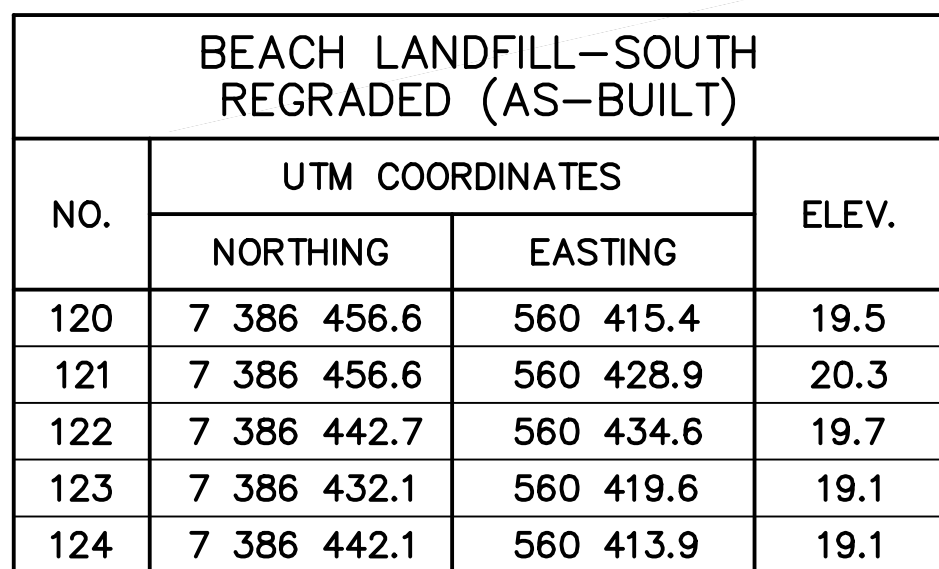 BEACH LANDFILL–SOUTH
REGRADED (AS–BUILT)
NO. UTM COORDINATES ELEV.
NORTHING EASTING
120 7 386 456.6 560 415.4 19.5
121 7 386 456.6 560 428.9 20.3
122 7 386 442.7 560 434.6 19.7
123 7 386 432.1 560 419.6 19.1
124 7 386 442.1 560 413.9 19.1